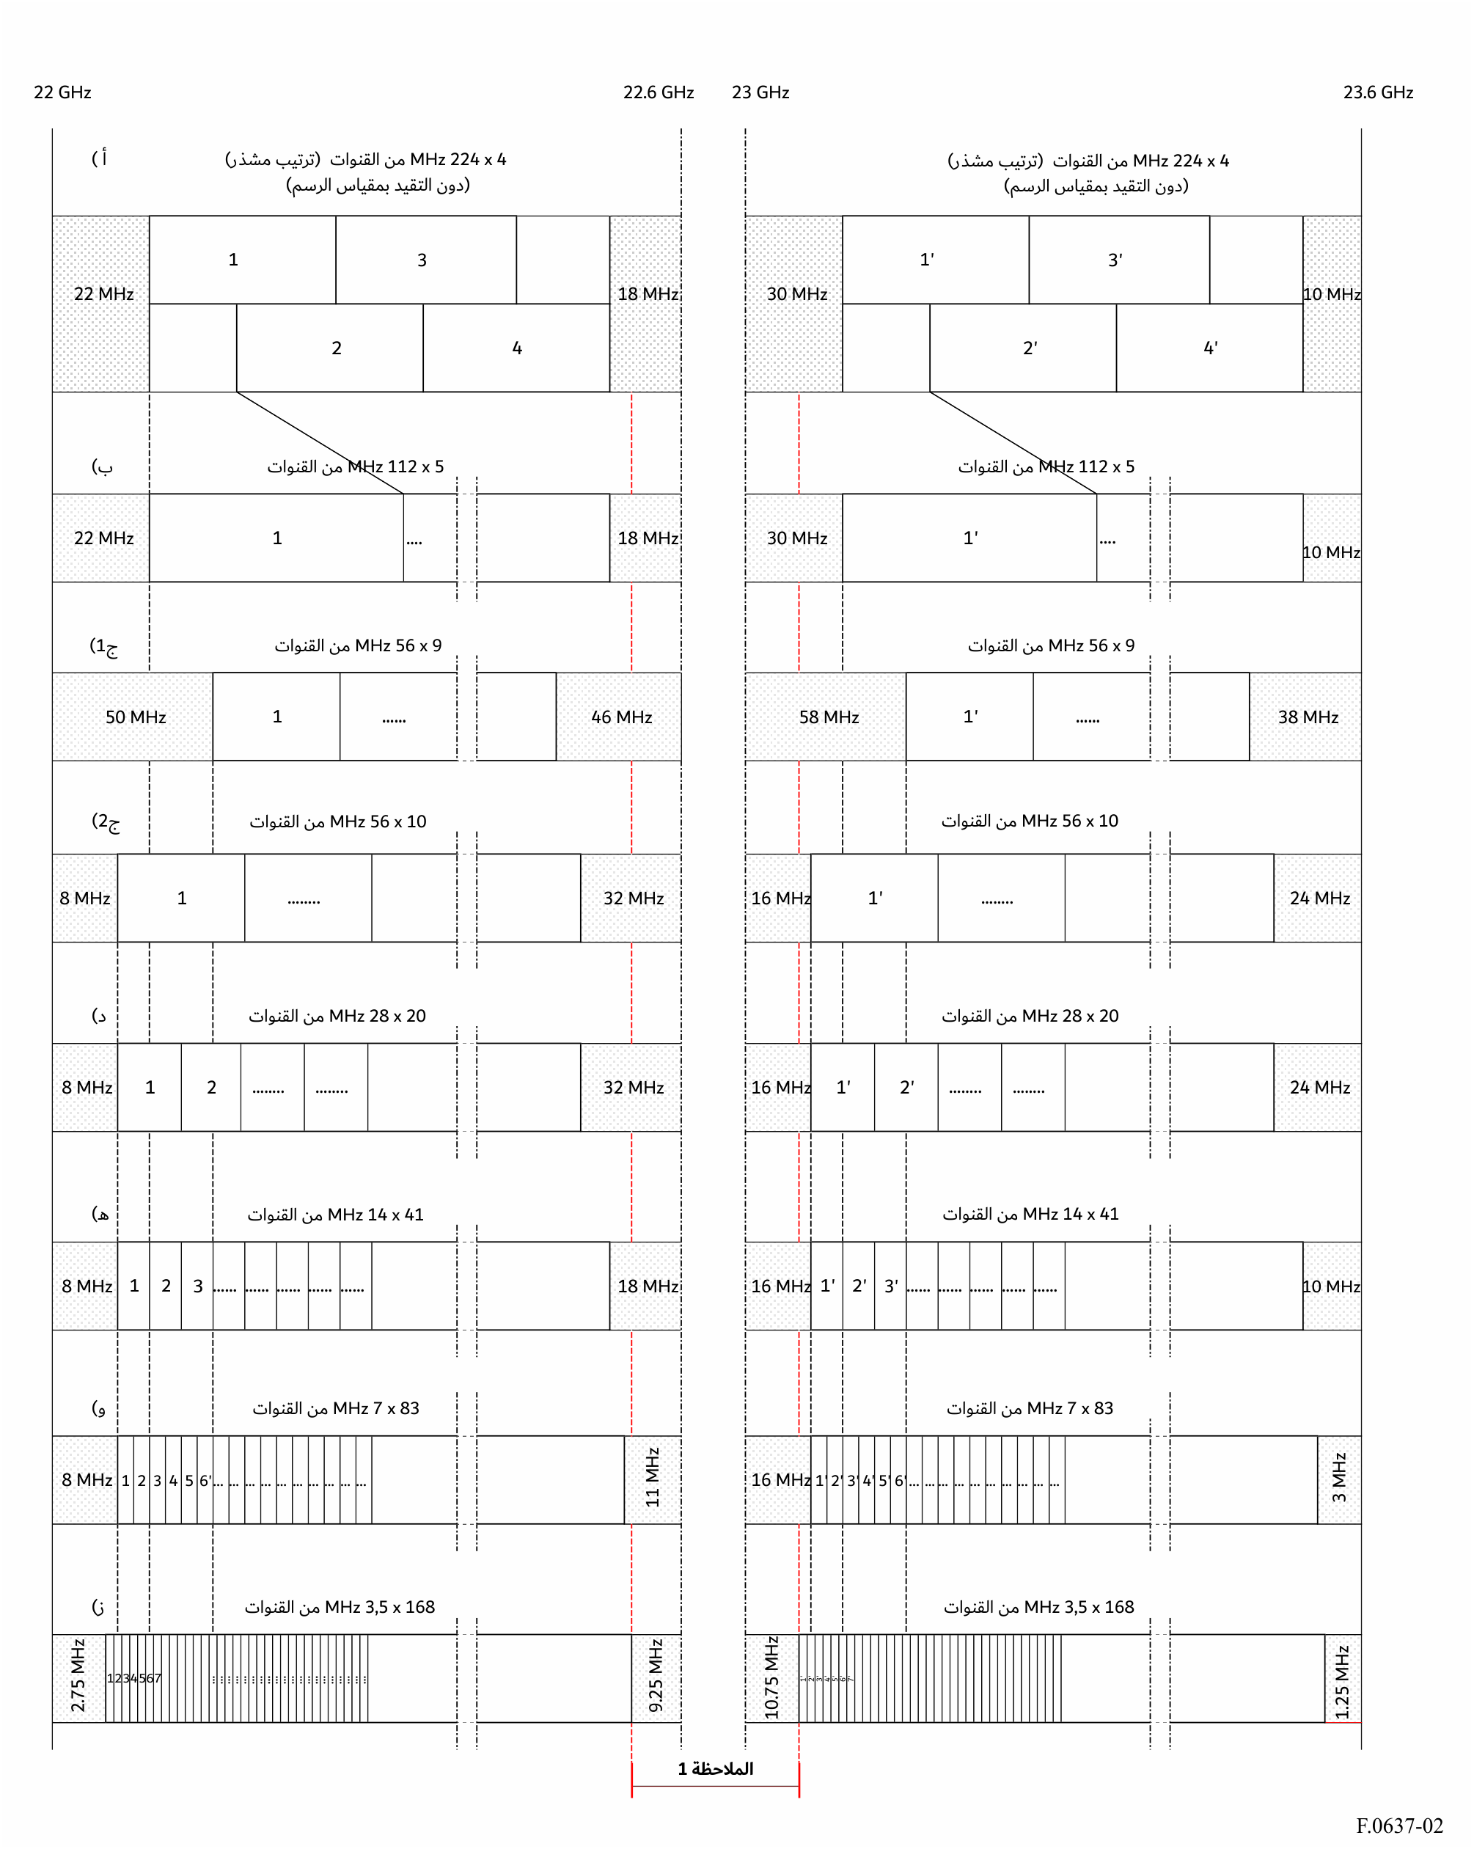 22 GHz 22.6 GHz 23 GHz 23.6 GHz
أ )
4 x 224 MHz من القنوات (ترتيب مشذر)
(دون التقيد بمقياس الرسم)
4 x 224 MHz من القنوات (ترتيب مشذر)
(دون التقيد بمقياس الرسم)
22 MHz 1 3 18 MHz 30 MHz 1' 3' 10 MHz
2 4 2' 4'
ب) 5 x 112 MHz من القنوات 5 x 112 MHz من القنوات
22 MHz 1 .... 18 MHz 30 MHz 1' .... 10 MHz
ج1) 9 x 56 MHz من القنوات 9 x 56 MHz من القنوات
50 MHz 1 ...... 46 MHz 58 MHz 1' ...... 38 MHz
ج2) 10 x 56 MHz من القنوات 10 x 56 MHz من القنوات
8 MHz 1 ........ 32 MHz 16 MHz 1' ........ 24 MHz
د) 20 x 28 MHz من القنوات 20 x 28 MHz من القنوات
8 MHz 1 2 ........ ........ 32 MHz 16 MHz 1' 2' ........ ........ 24 MHz
ه) 41 x 14 MHz من القنوات 41 x 14 MHz من القنوات
8 MHz 1 2 3 ...... ...... ...... ...... ...... 18 MHz 16 MHz 1' 2' 3' ...... ...... ...... ...... ...... 10 MHz
و) 83 x 7 MHz من القنوات 83 x 7 MHz من القنوات
8 MHz 1 2 3 4 5 6' ... ... ... ... ... ... ... ... ... ... 11 MHz 16 MHz 1' 2' 3' 4' 5' 6' ... ... ... ... ... ... ... ... ... ... 3 MHz
ز) 168 x 3,5 MHz من القنوات 168 x 3,5 MHz من القنوات
2.75 MHz 1234567 9.25 MHz 10.75 MHz 1' 2' 3' 4' 5' 6' 7' 1.25 MHz
الملاحظة 1
F.0637-02